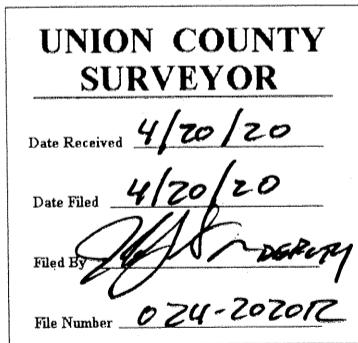 UNION COUNTY
SURVEYOR
Date Received 4/20/20
Date Filed 4/20/20
Filed By DEPUTY
File Number 024-2020R